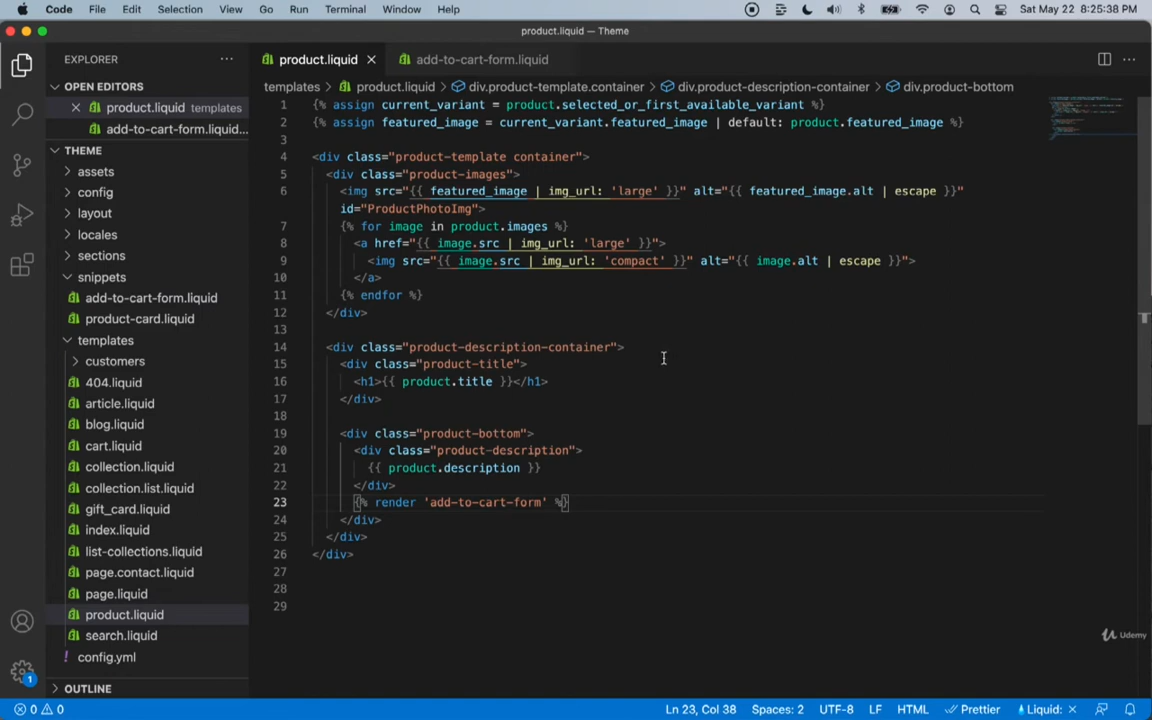 Code File Edit Selection View Go Run Terminal Window Help Sat May 22 8:25:38 PM
product.liquid — Theme
EXPLORER
product.liquid
add-to-cart-form.liquid
OPEN EDITORS
templates > product.liquid > div.product-template.container > div.product-description-container > div.product-bottom
product.liquid templates
add-to-cart-form.liquid...
THEME
assets
config
layout
locales
sections
snippets
add-to-cart-form.liquid
product-card.liquid
templates
customers
404.liquid
article.liquid
blog.liquid
cart.liquid
collection.liquid
collection.list.liquid
gift_card.liquid
index.liquid
list-collections.liquid
page.contact.liquid
page.liquid
product.liquid
search.liquid
! config.yml
OUTLINE
1 {% assign current_variant = product.selected_or_first_available_variant %}
2 {% assign featured_image = current_variant.featured_image | default: product.featured_image %}
3
4 <div class="product-template container">
5 <div class="product-images">
6 <img src="{{ featured_image | img_url: 'large' }}" alt="{{ featured_image.alt | escape }}"
id="ProductPhotoImg">
7 {% for image in product.images %}
8 <a href="{{ image.src | img_url: 'large' }}">
9 <img src="{{ image.src | img_url: 'compact' }}" alt="{{ image.alt | escape }}">
10 </a>
11 {% endfor %}
12 </div>
13
14 <div class="product-description-container">
15 <div class="product-title">
16 <h1>{{ product.title }}</h1>
17 </div>
18
19 <div class="product-bottom">
20 <div class="product-description">
21 {{ product.description }}
22 </div>
23 {% render 'add-to-cart-form' %}
24 </div>
25 </div>
26 </div>
27
28
29
Udemy
1
0 0 Ln 23, Col 38 Spaces: 2 UTF-8 LF HTML Prettier Liquid: